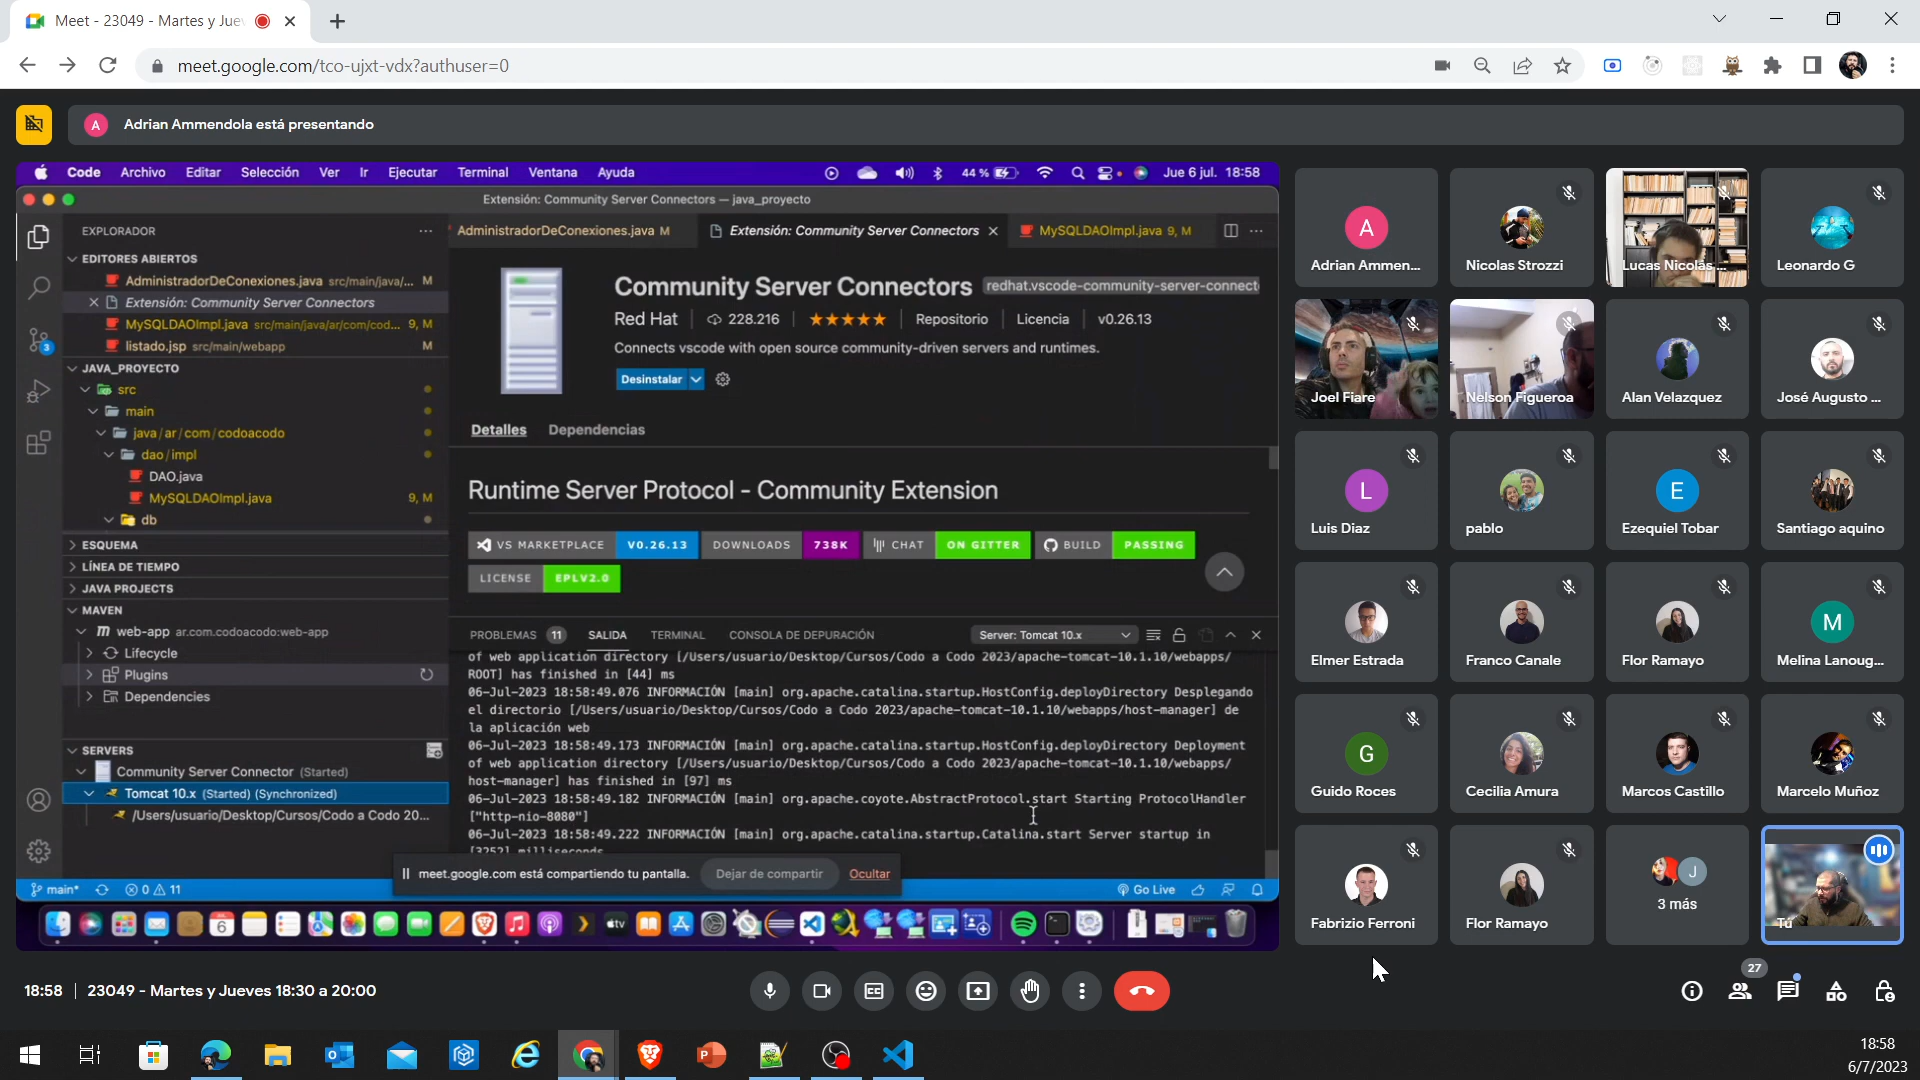 Meet - 23049 - Martes y Jue
meet.google.com/tco-ujxt-vdx?authuser=0
A
Adrian Ammendola está presentando
Code Archivo Editar Selección Ver Ir Ejecutar Terminal Ventana Ayuda
44 % Jue 6 jul. 18:58
Extensión: Community Server Connectors — java_proyecto
EXPLORADOR
AdministradorDeConexiones.java M
Extensión: Community Server Connectors
MySQLDAOImpl.java 9, M
EDITORES ABIERTOS
AdministradorDeConexiones.java src/main/java/... M
Extensión: Community Server Connectors
MySQLDAOImpl.java src/main/java/ar/com/cod... 9, M
listado.jsp src/main/webapp M
JAVA_PROYECTO
src
main
java/ar/com/codoacodo
dao/impl
DAO.java
MySQLDAOImpl.java 9, M
db
ESQUEMA
LÍNEA DE TIEMPO
JAVA PROJECTS
MAVEN
web-app ar.com.codoacodo:web-app
Lifecycle
Plugins
Dependencies
SERVERS
Community Server Connector (Started)
Tomcat 10.x (Started) (Synchronized)
/Users/usuario/Desktop/Cursos/Codo a Codo 20...
3
Community Server Connectors redhat.vscode-community-server-connect
Red Hat 228.216 ★★★★★ Repositorio Licencia v0.26.13
Connects vscode with open source community-driven servers and runtimes.
Desinstalar
Detalles Dependencias
Runtime Server Protocol - Community Extension
VS MARKETPLACE V0.26.13 DOWNLOADS 738K CHAT ON GITTER BUILD PASSING
LICENSE EPLV2.0
PROBLEMAS 11 SALIDA TERMINAL CONSOLA DE DEPURACIÓN Server: Tomcat 10.x
of web application directory [/Users/usuario/Desktop/Cursos/Codo a Codo 2023/apache-tomcat-10.1.10/webapps/
ROOT] has finished in [44] ms
06-Jul-2023 18:58:49.076 INFORMACIÓN [main] org.apache.catalina.startup.HostConfig.deployDirectory Desplegando
el directorio [/Users/usuario/Desktop/Cursos/Codo a Codo 2023/apache-tomcat-10.1.10/webapps/host-manager] de
la aplicación web
06-Jul-2023 18:58:49.173 INFORMACIÓN [main] org.apache.catalina.startup.HostConfig.deployDirectory Deployment
of web application directory [/Users/usuario/Desktop/Cursos/Codo a Codo 2023/apache-tomcat-10.1.10/webapps/
host-manager] has finished in [97] ms
06-Jul-2023 18:58:49.182 INFORMACIÓN [main] org.apache.coyote.AbstractProtocol.start Starting ProtocolHandler
["http-nio-8080"]
06-Jul-2023 18:58:49.222 INFORMACIÓN [main] org.apache.catalina.startup.Catalina.start Server startup in
[3252] milliseconds
meet.google.com está compartiendo tu pantalla. Dejar de compartir Ocultar
main* 0 11 Go Live
6
tv
A
Adrian Ammen...
Nicolas Strozzi
Lucas Nicolás ...
Leonardo G
Joel Fiare
Nelson Figueroa
Alan Velazquez
José Augusto ...
L
Luis Diaz
pablo
E
Ezequiel Tobar
Santiago aquino
Elmer Estrada
Franco Canale
Flor Ramayo
M
Melina Lanoug...
G
Guido Roces
Cecilia Amura
Marcos Castillo
Marcelo Muñoz
Fabrizio Ferroni
Flor Ramayo
J
3 más
Tú
18:58 | 23049 - Martes y Jueves 18:30 a 20:00
27
18:58
6/7/2023